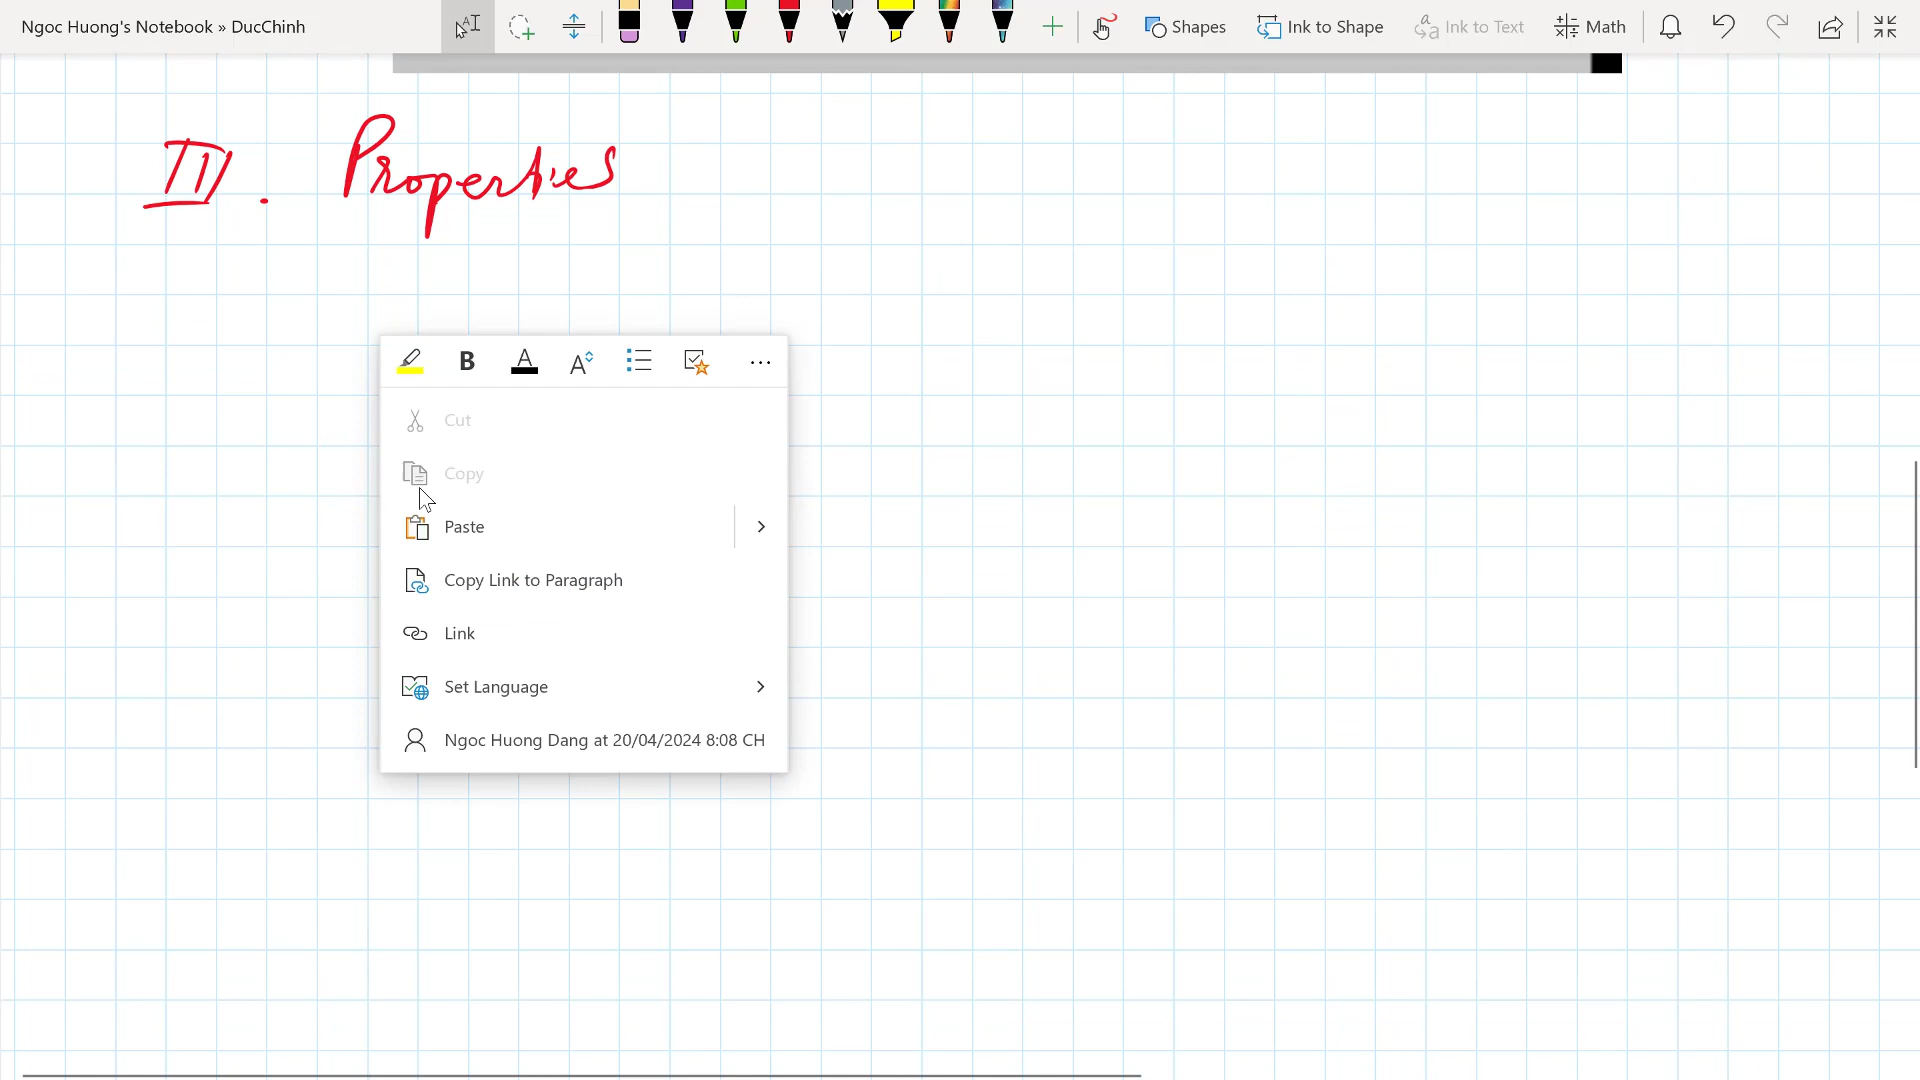 Ngoc Huong's Notebook » DucChinh
Shapes
Ink to Shape
Ink to Text
Math
III. Properties
Cut
Copy
Paste
Copy Link to Paragraph
Link
Set Language
Ngoc Huong Dang at 20/04/2024 8:08 CH